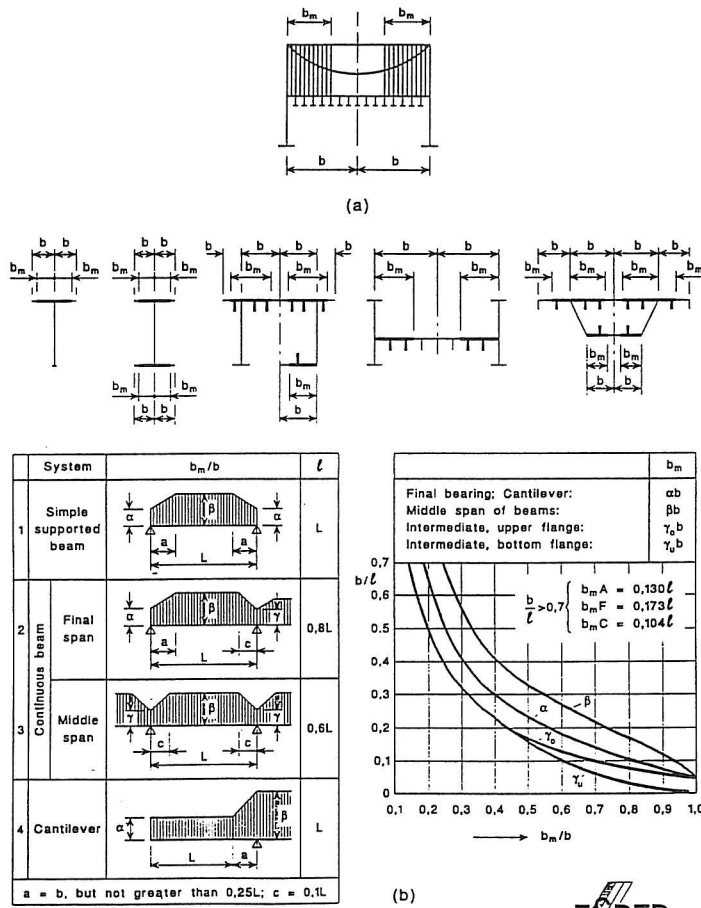 b_m b_m
b b
(a)
b b b b b b b b b b b b b b
b_m b_m b_m b_m b_m b_m b_m b_m b_m b_m b_m b_m
b_m b_m b_m b_m b_m
b b b b b
System b_m/b ℓ
1 Simple supported beam α β α a a L L
Continuous beam
2 Final span α β γ a c L 0,8L
3 Middle span γ β γ c c L 0,6L
4 Cantilever α β L a L
a = b, but not greater than 0,25L; c = 0,1L
b_m
Final bearing; Cantilever: αb
Middle span of beams: βb
Intermediate, upper flange: γ_o b
Intermediate, bottom flange: γ_u b
b/ℓ
0,7
0,6
0,5
0,4
0,3
0,2
0,1
0
b/ℓ >0,7 { b_m A = 0,130ℓ
b_m F = 0,173ℓ
b_m C = 0,104ℓ
α β γ_o γ_u
0,1 0,2 0,3 0,4 0,5 0,6 0,7 0,8 0,9 1,0
b_m/b
(b)